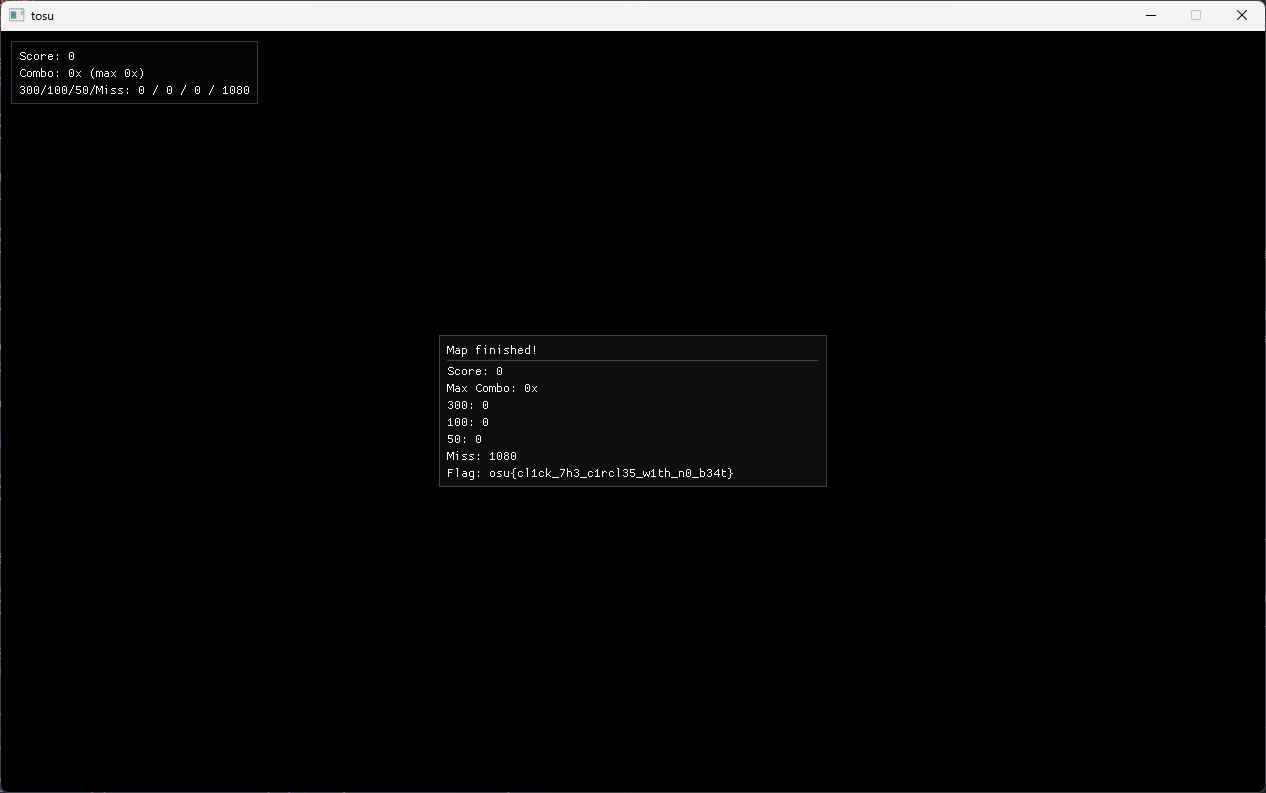 tosu
Score: 0
Combo: 0x (max 0x)
300/100/50/Miss: 0 / 0 / 0 / 1080
Map finished!
Score: 0
Max Combo: 0x
300: 0
100: 0
50: 0
Miss: 1080
Flag: osu{cl1ck_7h3_c1rcl35_w1th_n0_b34t}